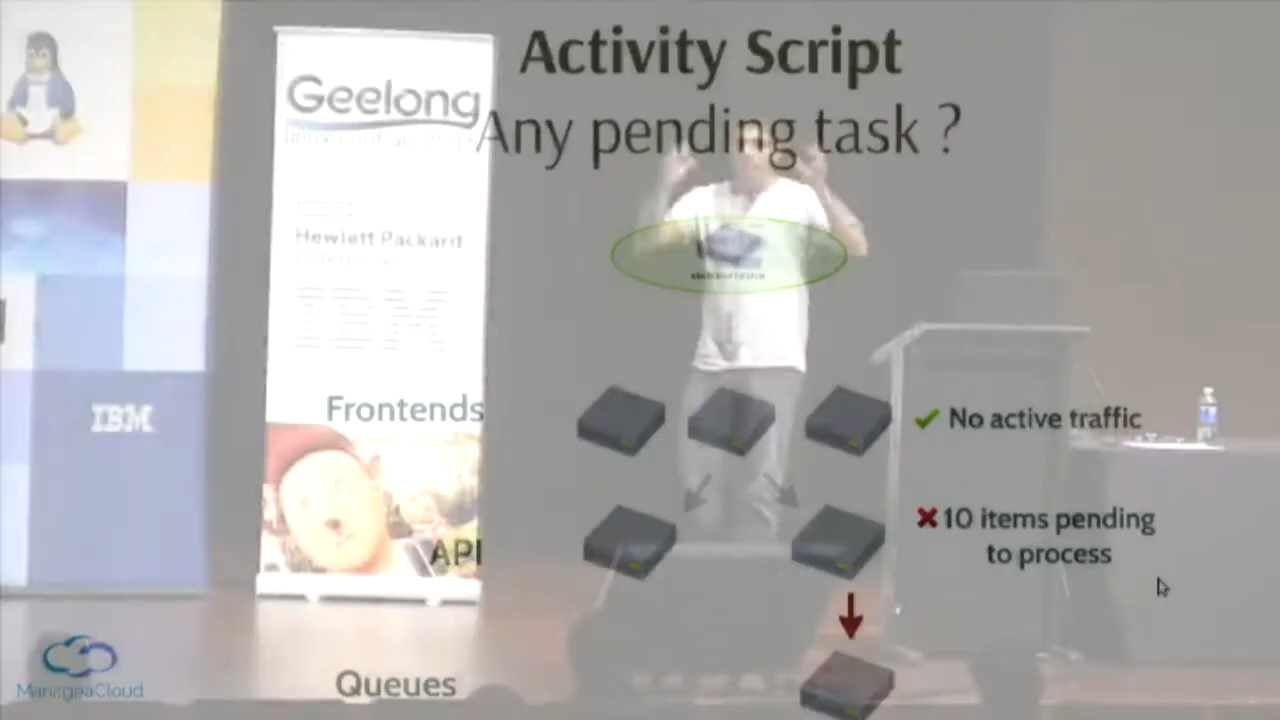 Activity Script
Any pending task ?
Geelong
Hewlett Packard
IBM
Frontends
No active traffic
10 items pending
to process
API
IBM
ManageaCloud
Queues